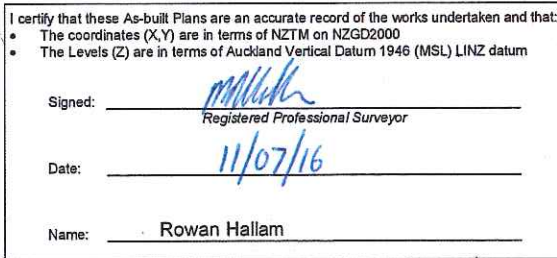 I certify that these As-built Plans are an accurate record of the works undertaken and that:
• The coordinates (X,Y) are in terms of NZTM on NZGD2000
• The Levels (Z) are in terms of Auckland Vertical Datum 1946 (MSL) LINZ datum
Signed:
Registered Professional Surveyor
Date: 11/07/16
Name: Rowan Hallam